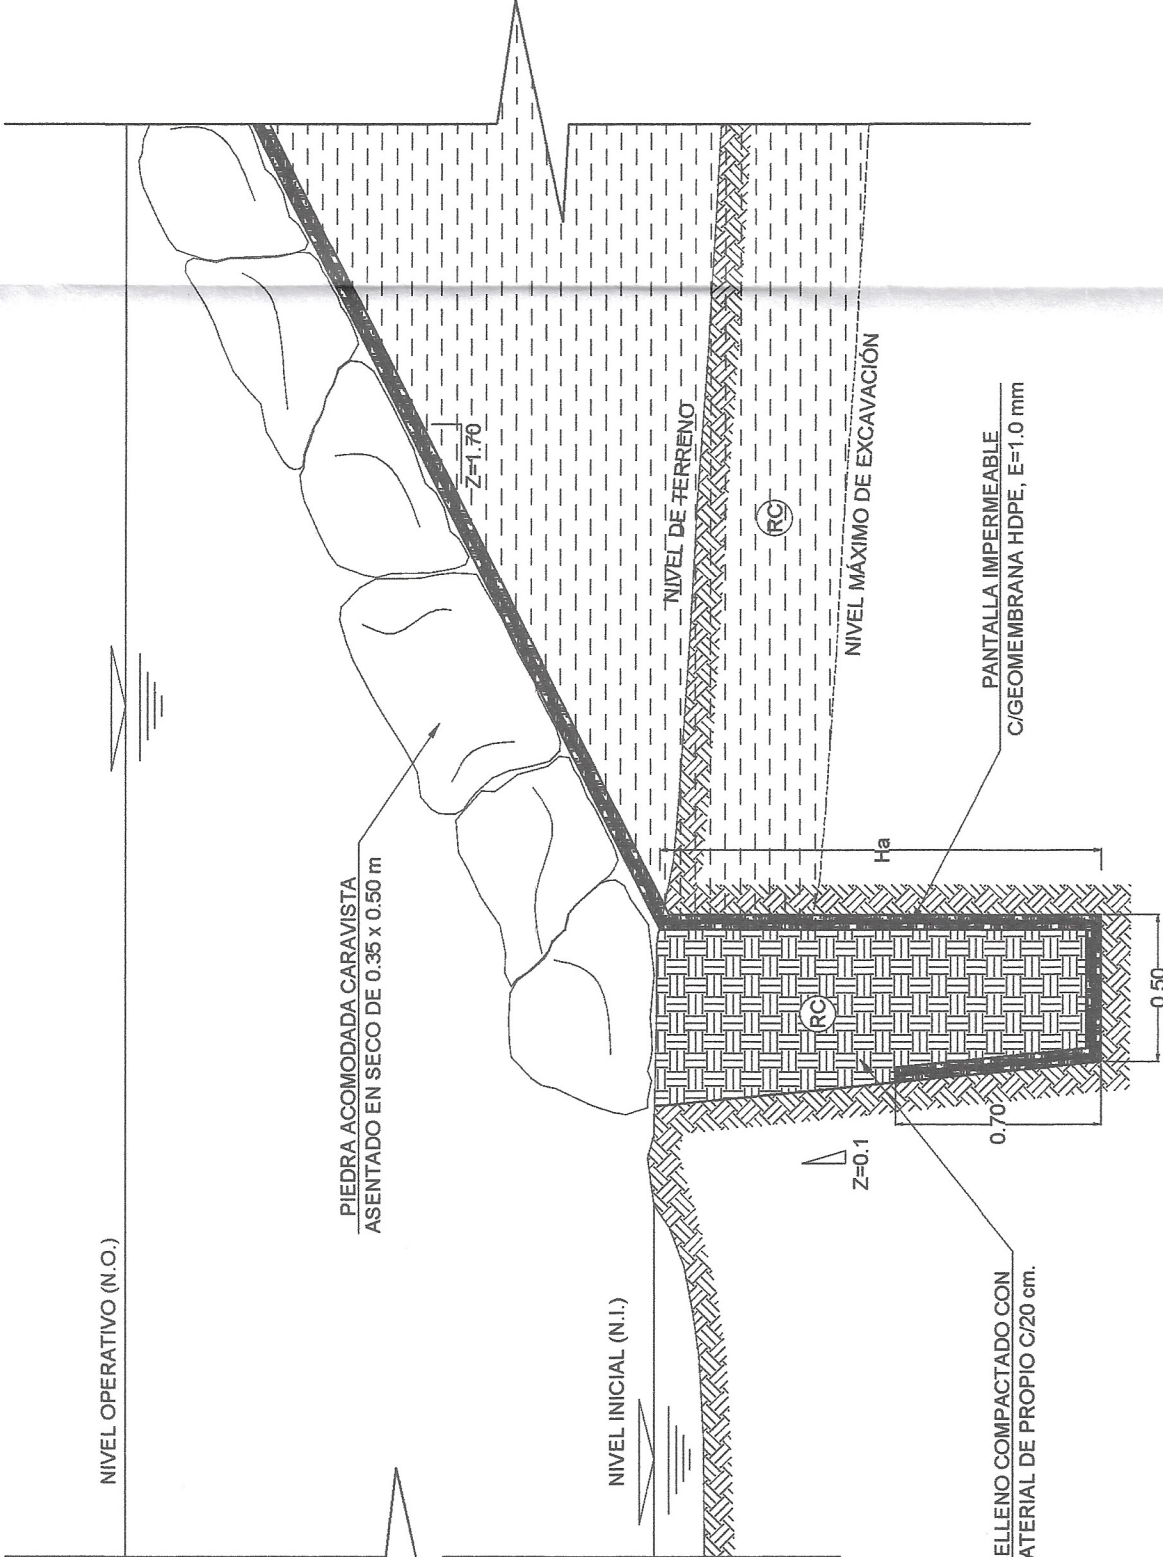 NIVEL OPERATIVO (N.O.)
PIEDRA ACOMODADA CARAVISTA
ASENTADO EN SECO DE 0.35 x 0.50 m
Z=1.70
NIVEL INICIAL (N.I.)
NIVEL DE TERRENO
RC
NIVEL MÁXIMO DE EXCAVACIÓN
RC
Ha
Z=0.1
0.70
0.50
PANTALLA IMPERMEABLE
C/GEOMEMBRANA HDPE, E=1.0 mm
ELLENO COMPACTADO CON
ATERIAL DE PROPIO C/20 cm.